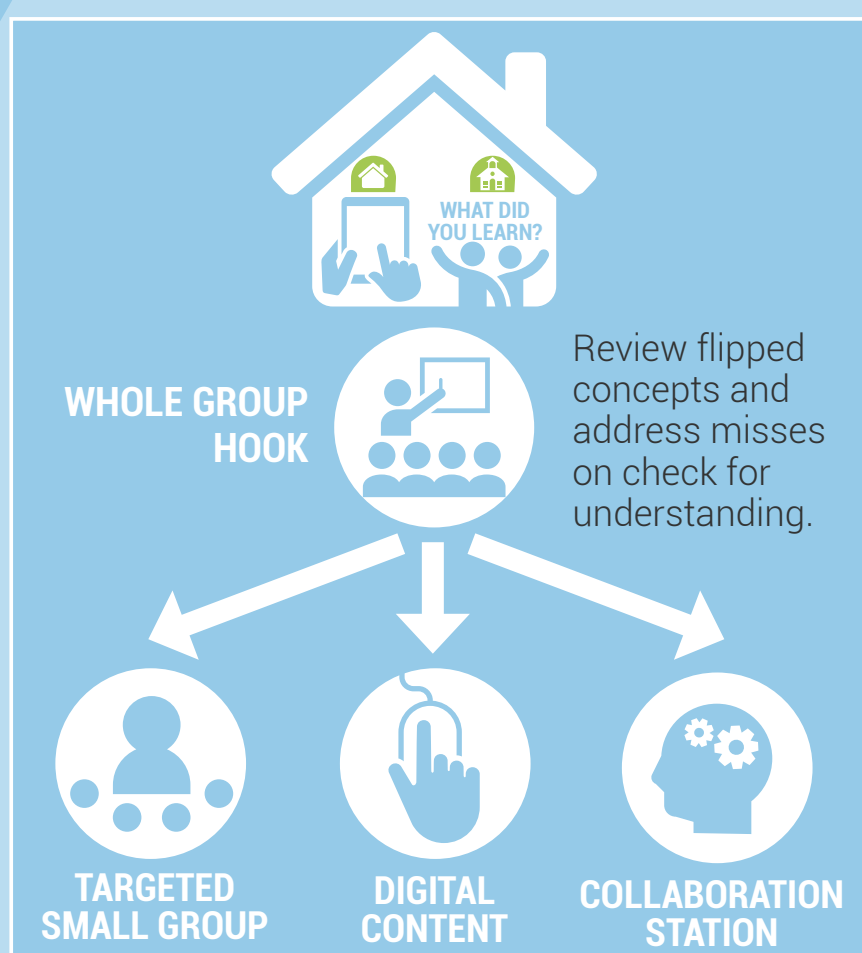 WHAT DID
YOU LEARN?
WHOLE GROUP
HOOK
Review flipped
concepts and
address misses
on check for
understanding.
TARGETED
SMALL GROUP
DIGITAL
CONTENT
COLLABORATION
STATION